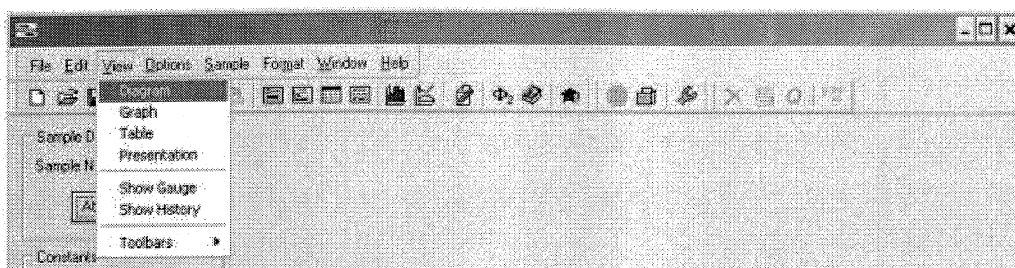 File Edit View Options Sample Format Window Help
Diagram
Graph
Table
Presentation
Show Gauge
Show History
Toolbars
Sample D
Sample N
Constants